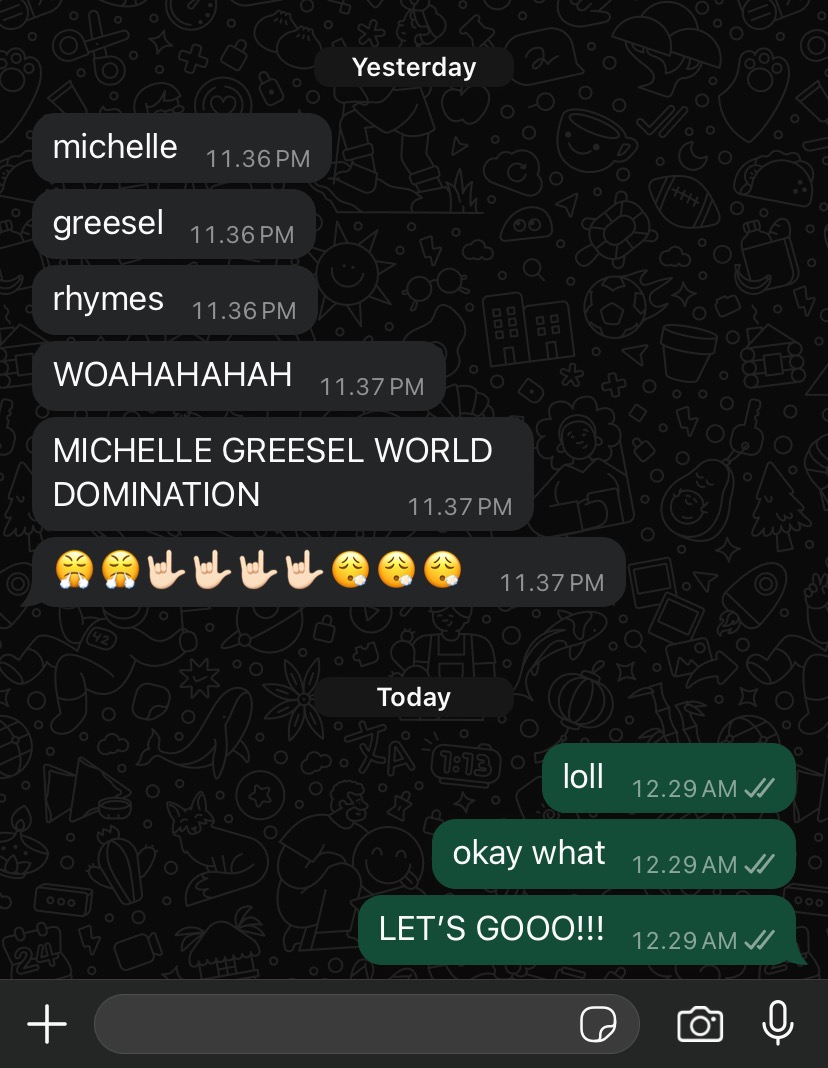 Yesterday
michelle 11.36 PM
greesel 11.36 PM
rhymes 11.36 PM
WOAHAHAHAH 11.37 PM
MICHELLE GREESEL WORLD
DOMINATION 11.37 PM
😤😤🤟🏻🤟🏻🤟🏻🤟🏻😮‍💨😮‍💨😮‍💨 11.37 PM
Today
loll 12.29 AM
okay what 12.29 AM
LET’S GOOO!!! 12.29 AM